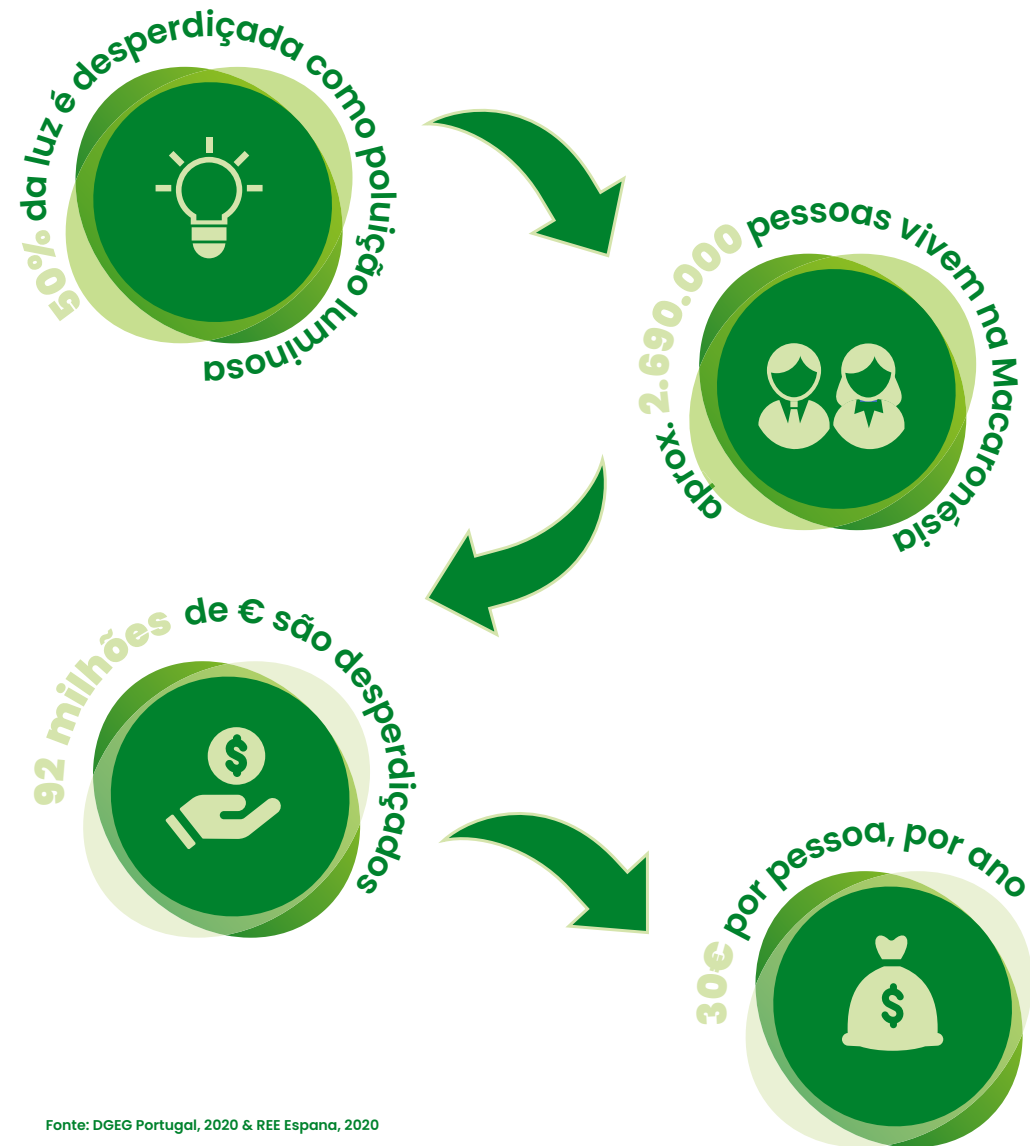 50% da luz é desperdiçada como poluição luminosa
aprox. 2.690.000 pessoas vivem na Macaronésia
92 milhões de € são desperdiçados
30€ por pessoa, por ano
Fonte: DGEG Portugal, 2020 & REE Espana, 2020